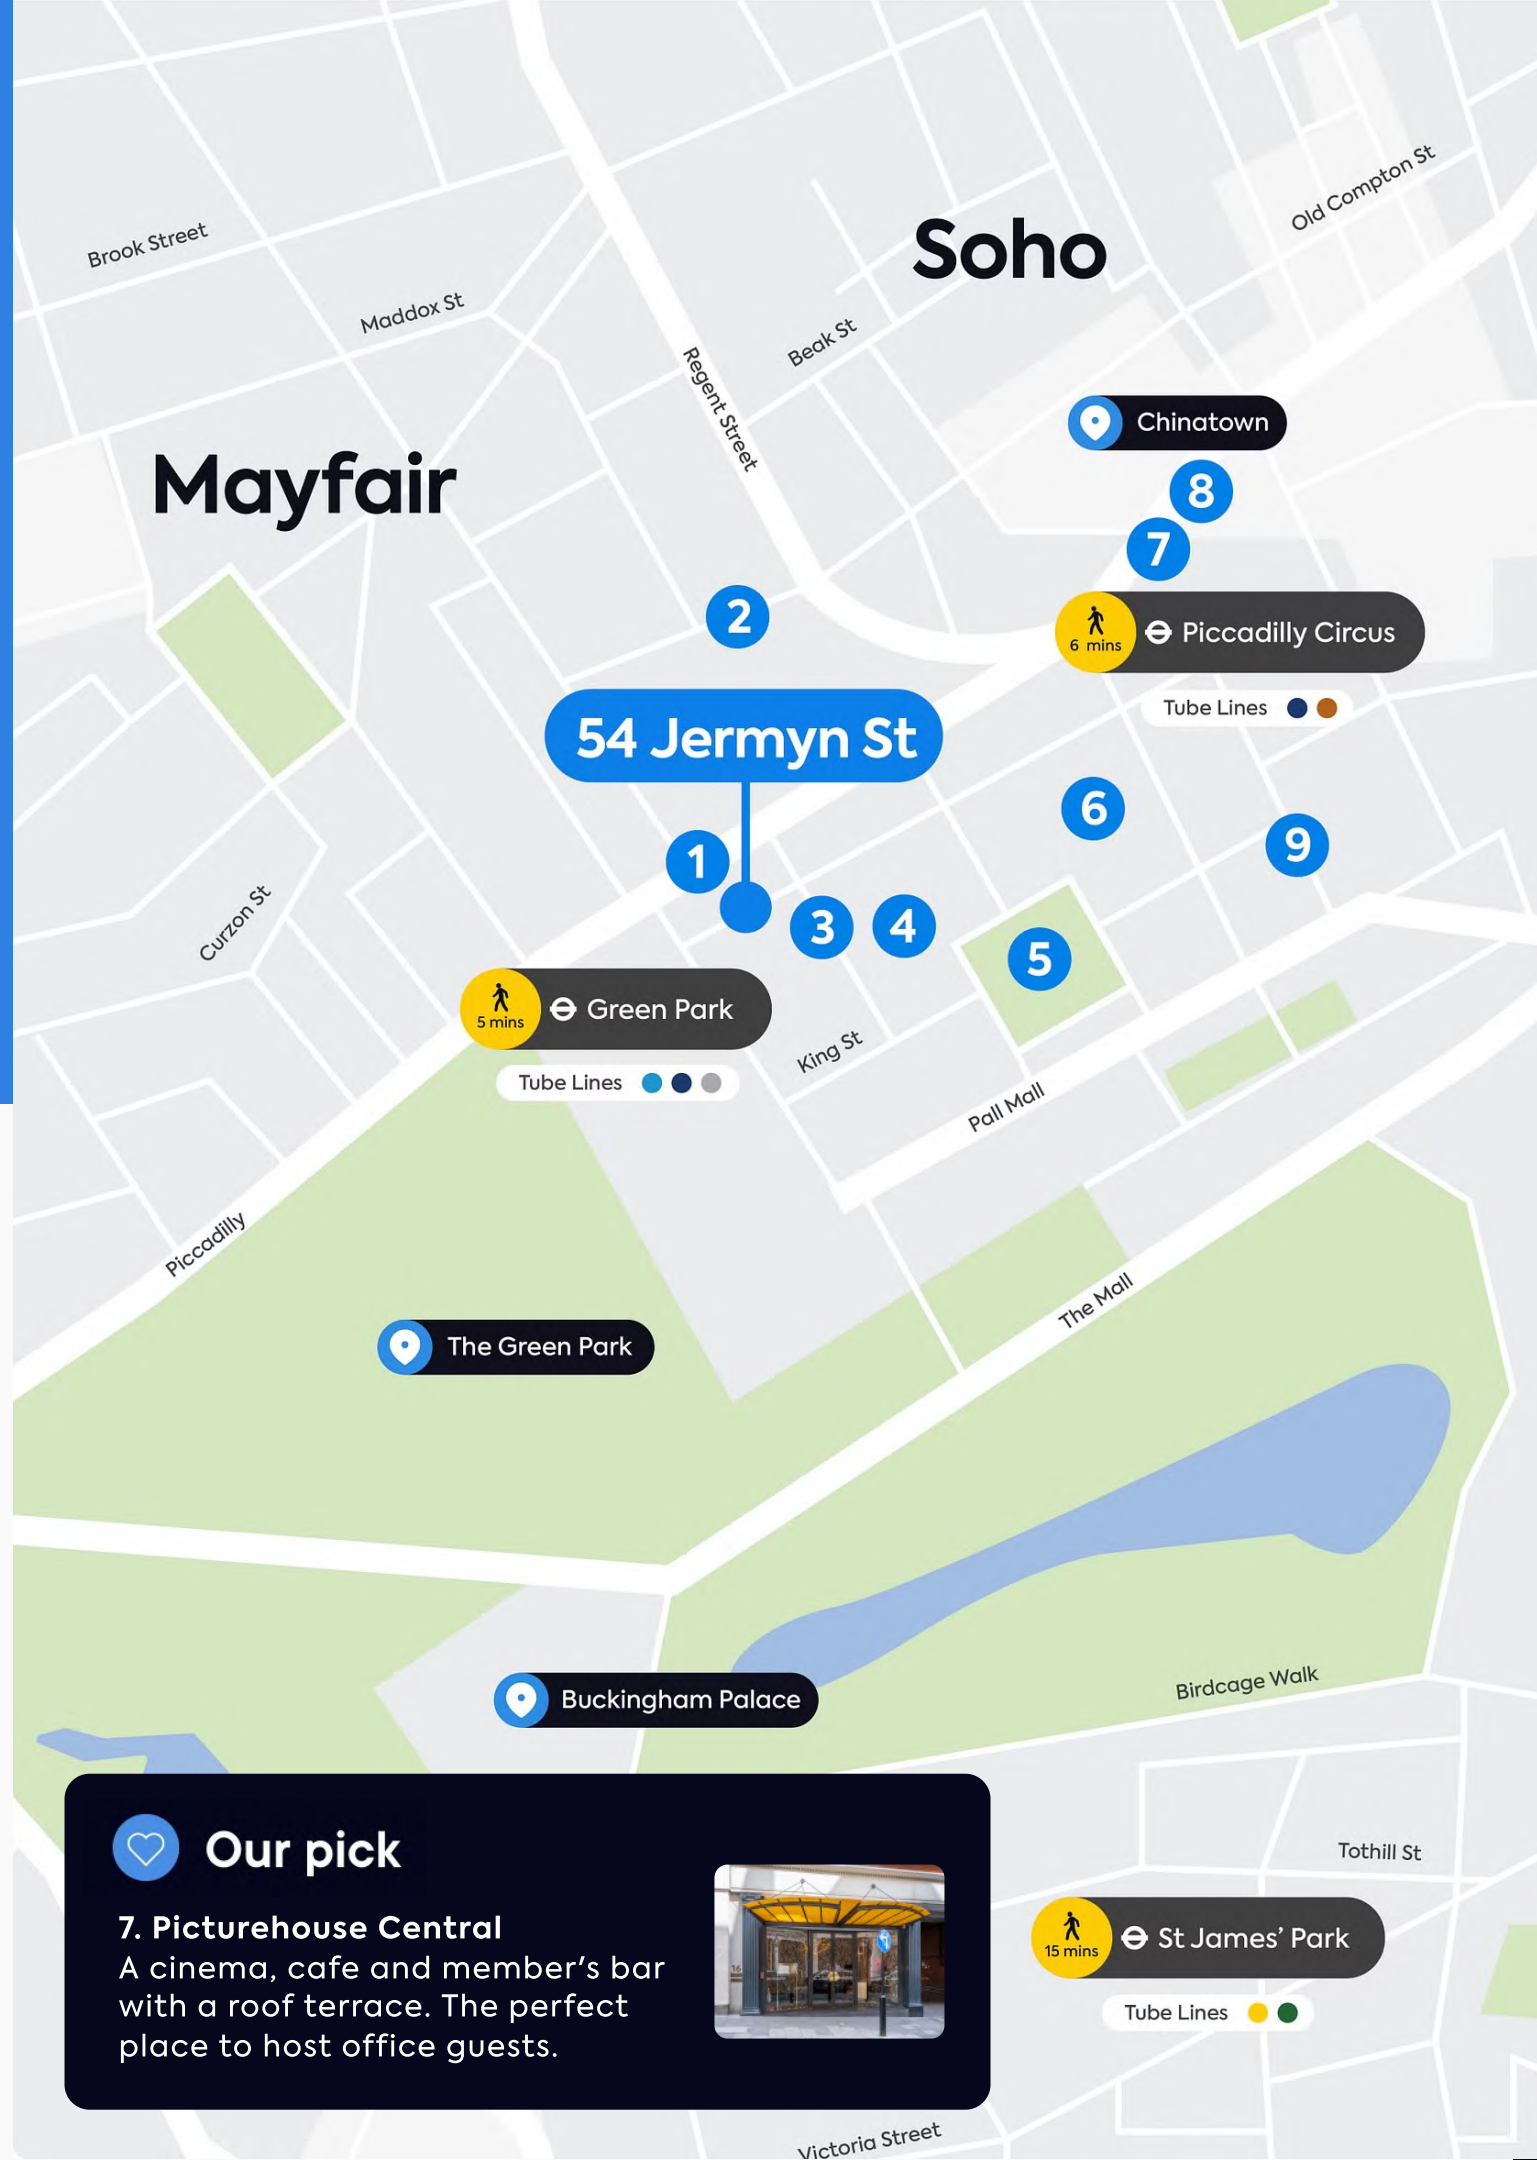 Old Compton St
Brook Street
Soho
Maddox St
Beak St
Regent Street
Chinatown
Mayfair
8
7
2
6 mins
Piccadilly Circus
Tube Lines
54 Jermyn St
6
9
1
Curzon St
3
4
5
5 mins
Green Park
Tube Lines
King St
Pall Mall
Piccadilly
The Mall
The Green Park
Birdcage Walk
Buckingham Palace
Our pick
Tothill St
7. Picturehouse Central
A cinema, cafe and member's bar
with a roof terrace. The perfect
place to host office guests.
16
15 mins
St James’ Park
Tube Lines
Victoria Street